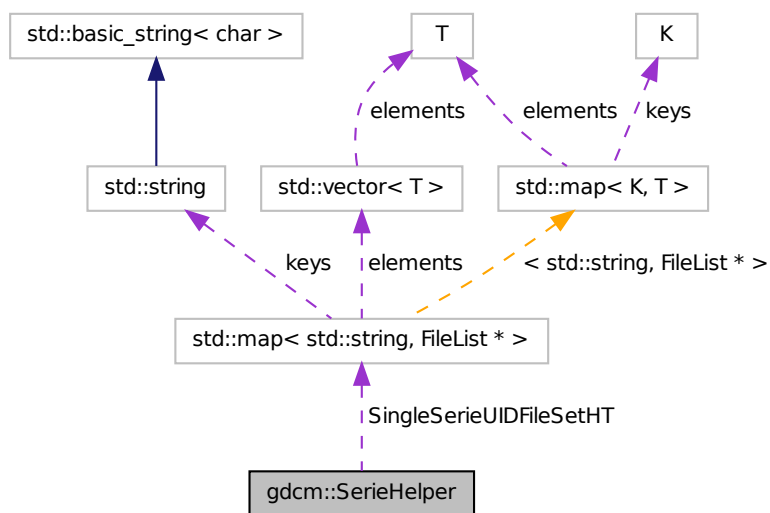 std::basic_string< char >
T
K
elements
elements
keys
std::string
std::vector< T >
std::map< K, T >
keys
elements
< std::string, FileList * >
std::map< std::string, FileList * >
SingleSerieUIDFileSetHT
gdcm::SerieHelper